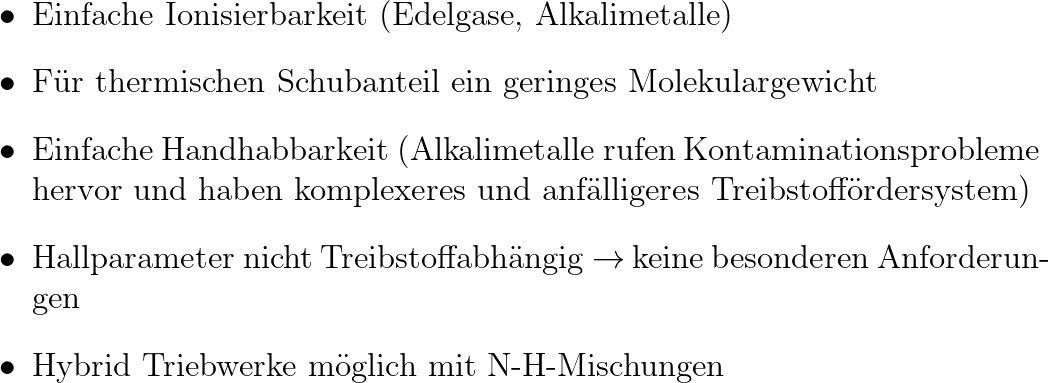 • Einfache Ionisierbarkeit (Edelgase, Alkalimetalle)
• Für thermischen Schubanteil ein geringes Molekulargewicht
• Einfache Handhabbarkeit (Alkalimetalle rufen Kontaminationsprobleme
hervor und haben komplexeres und anfälligeres Treibstoffördersystem)
• Hallparameter nicht Treibstoffabhängig → keine besonderen Anforderun-
gen
• Hybrid Triebwerke möglich mit N-H-Mischungen